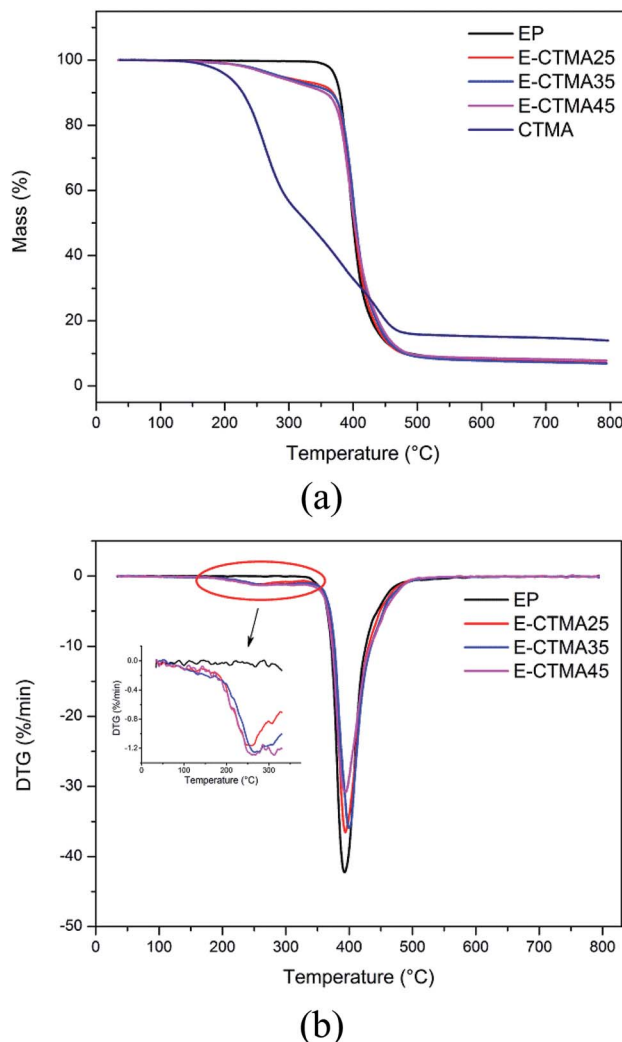 100
80
60
40
20
0
Mass (%)
EP
E-CTMA25
E-CTMA35
E-CTMA45
CTMA
0 100 200 300 400 500 600 700 800
Temperature (°C)
(a)
0
-10
-20
-30
-40
-50
DTG (%/min)
EP
E-CTMA25
E-CTMA35
E-CTMA45
0.0
-0.4
-0.8
-1.2
DTG (%/min)
0 100 200 300
Temperature (°C)
0 100 200 300 400 500 600 700 800
Temperature (°C)
(b)